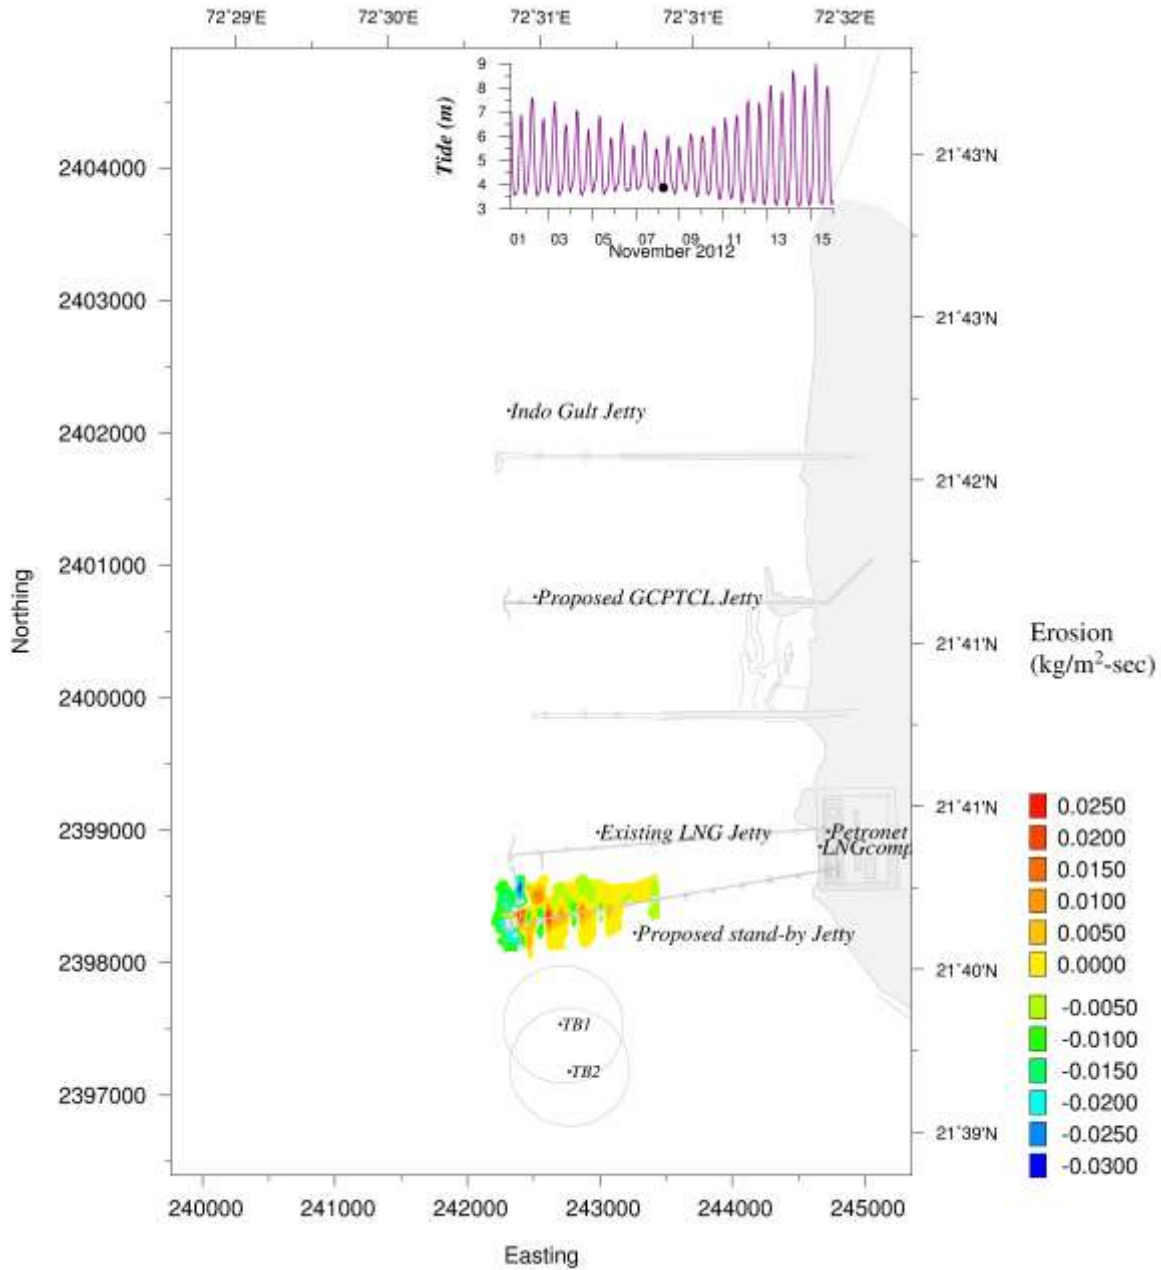 72°29'E 72°30'E 72°31'E 72°31'E 72°32'E
9
8
7
6
5
4
3
Tide (m)
01 03 05 07 09 11 13 15
November 2012
2404000
2403000
2402000
2401000
2400000
2399000
2398000
2397000
Northing
21°43'N
21°43'N
21°42'N
21°41'N
21°41'N
21°40'N
21°39'N
Indo Gult Jetty
Proposed GCPTCL Jetty
Existing LNG Jetty
Petronet
LNGcomp
Proposed stand-by Jetty
TB1
TB2
240000 241000 242000 243000 244000 245000
Easting
Erosion
(kg/m²-sec)
0.0250
0.0200
0.0150
0.0100
0.0050
0.0000
-0.0050
-0.0100
-0.0150
-0.0200
-0.0250
-0.0300